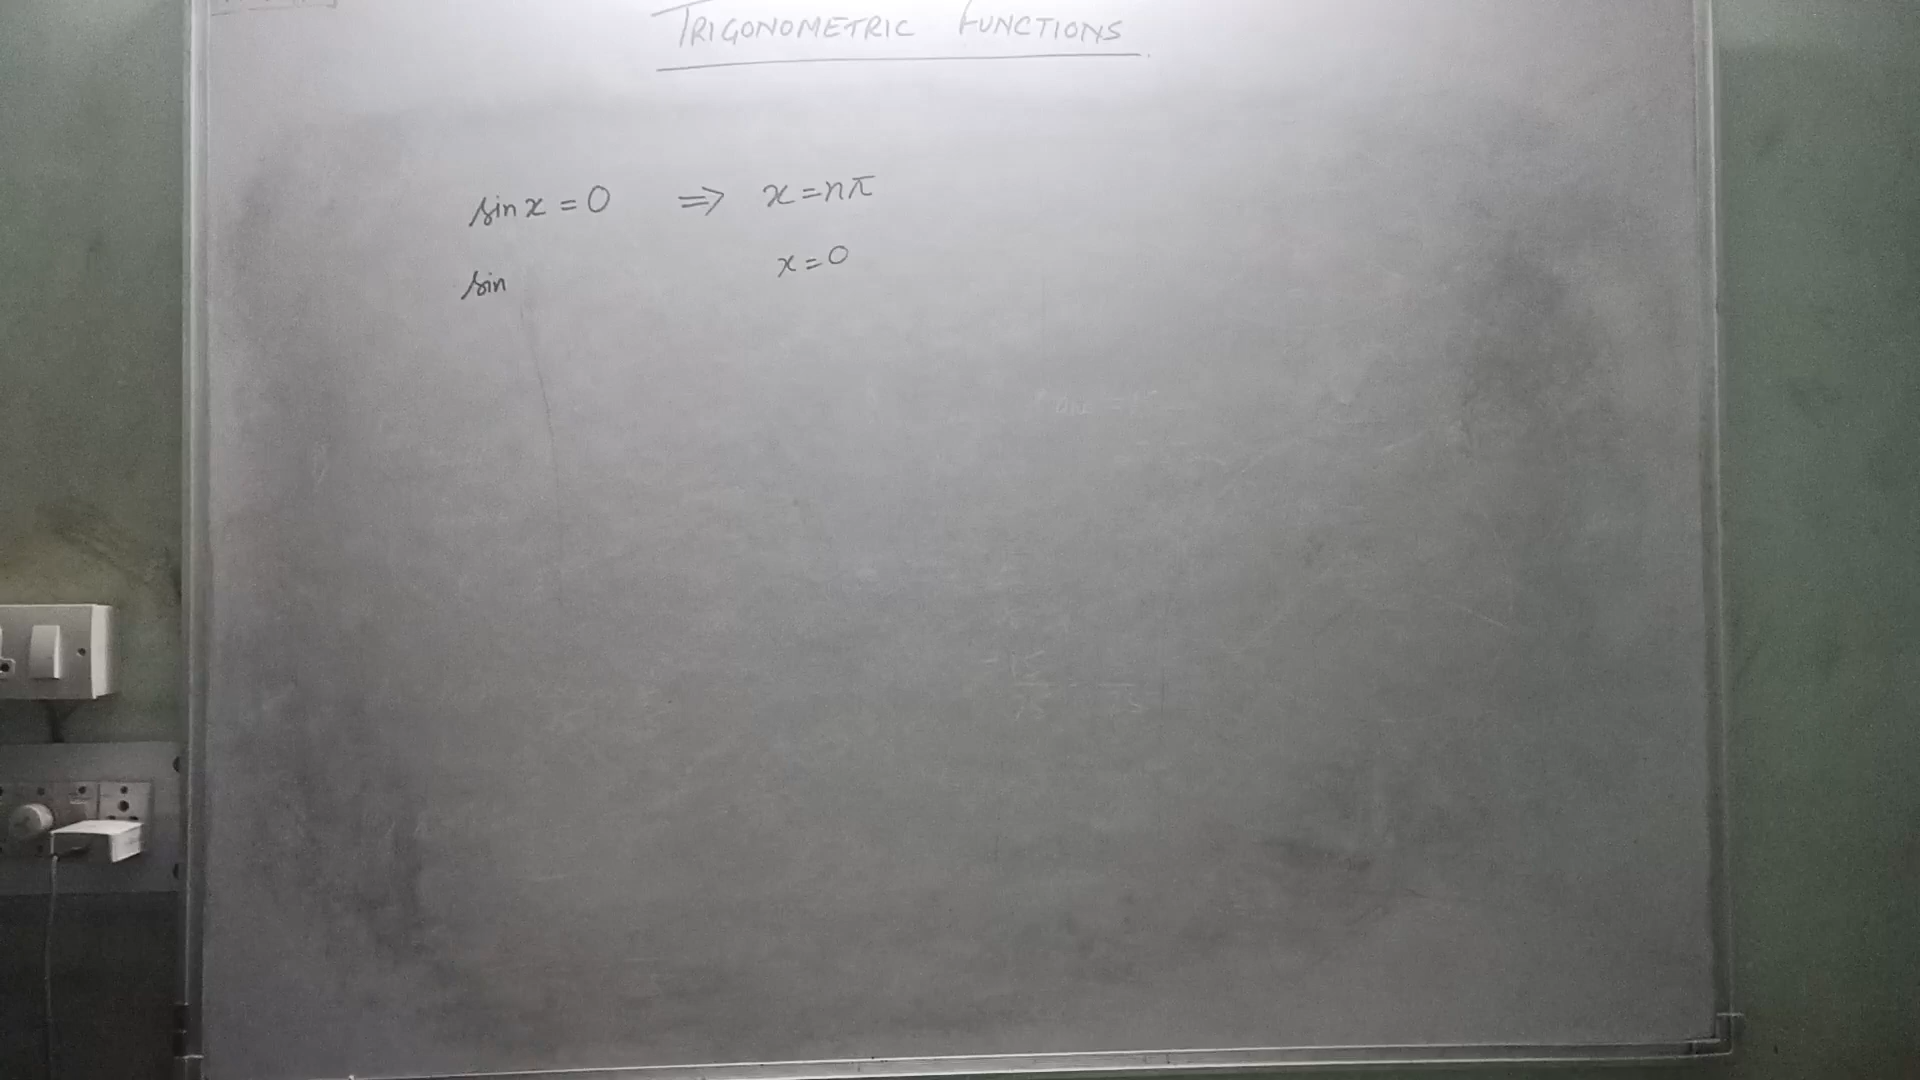 TRIGONOMETRIC FUNCTIONS
sin x = 0 ⇒ x = nπ
sin x = 0